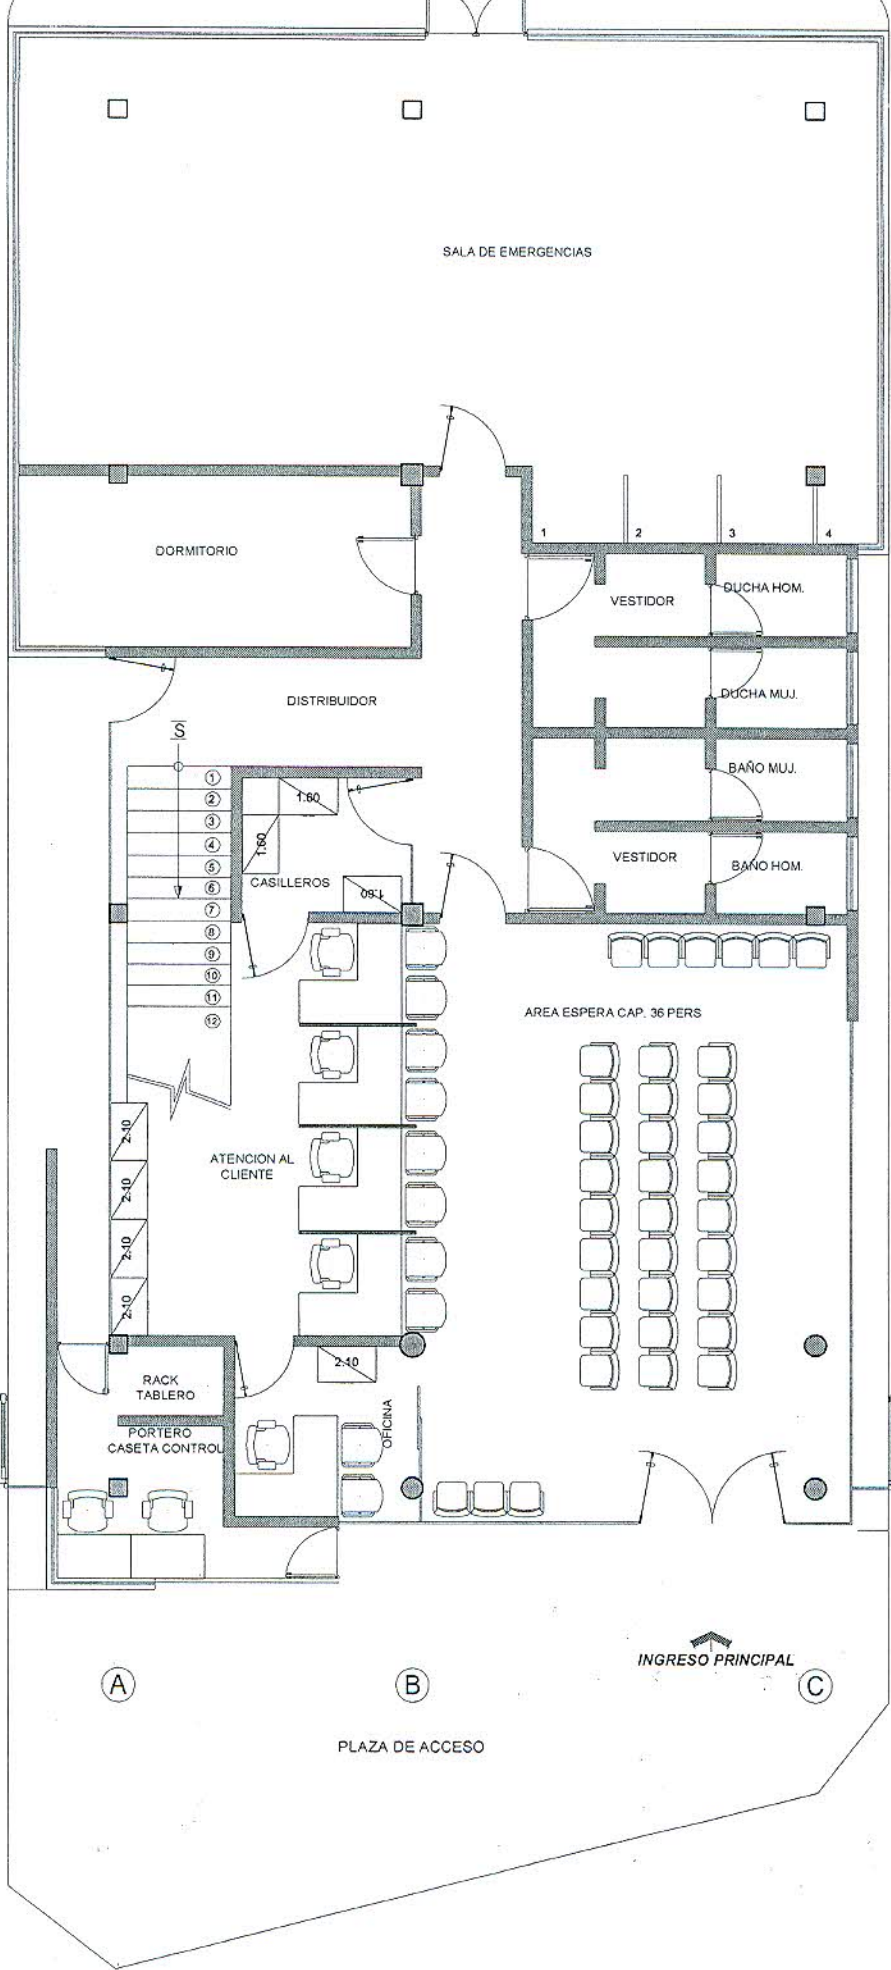 SALA DE EMERGENCIAS
DORMITORIO
1
2
3
4
VESTIDOR
DUCHA HOM.
DUCHA MUJ.
DISTRIBUIDOR
S
BAÑO MUJ.
VESTIDOR
BAÑO HOM.
1
2
3
4
5
6
7
8
9
10
11
12
1.60
1.60
CASILLEROS
1.60
AREA ESPERA CAP. 36 PERS
2.10
2.10
2.10
2.10
ATENCION AL
CLIENTE
RACK
TABLERO
2.10
OFICINA
PORTERO
CASETA CONTROL
INGRESO PRINCIPAL
A
B
C
PLAZA DE ACCESO